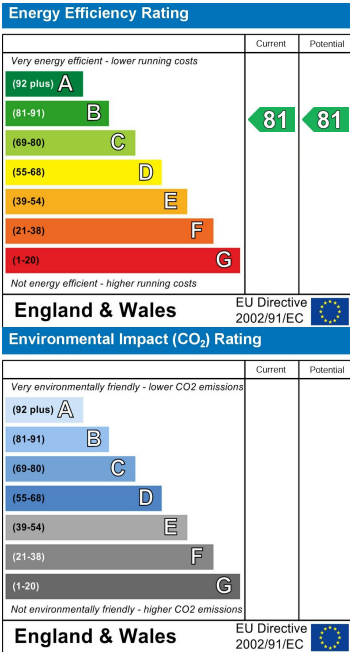 Energy Efficiency Rating
Current Potential
Very energy efficient - lower running costs
(92 plus) A
(81-91) B
81 81
(69-80) C
(55-68) D
(39-54) E
(21-38) F
(1-20) G
Not energy efficient - higher running costs
England & Wales
EU Directive
2002/91/EC
Environmental Impact (CO₂) Rating
Current Potential
Very environmentally friendly - lower CO2 emissions
(92 plus) A
(81-91) B
(69-80) C
(55-68) D
(39-54) E
(21-38) F
(1-20) G
Not environmentally friendly - higher CO2 emissions
England & Wales
EU Directive
2002/91/EC